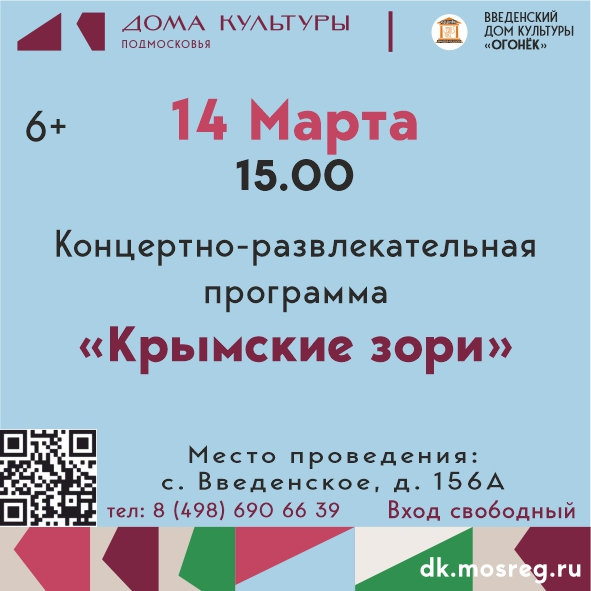 ДОМА КУЛЬТУРЫ
ПОДМОСКОВЬЯ
ВВЕДЕНСКИЙ
ДОМ КУЛЬТУРЫ
«ОГОНЁК»
6+
14 Марта
15.00
Концертно-развлекательная
программа
«Крымские зори»
Место проведения:
с. Введенское, д. 156А
тел: 8 (498) 690 66 39
Вход свободный
dk.mosreg.ru